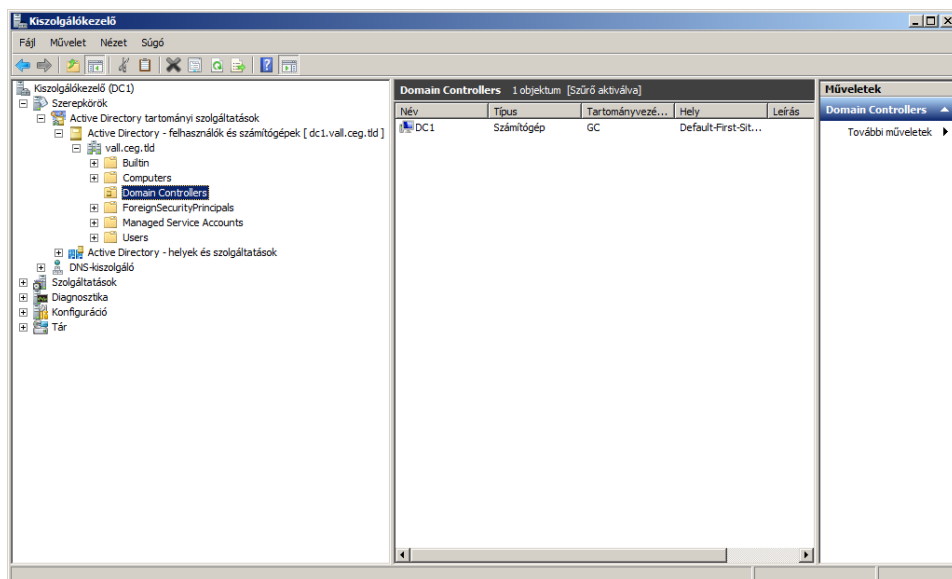 Kiszolgálókezelő
Fájl Művelet Nézet Súgó
Kiszolgálókezelő (DC1)
Szerepkörök
Active Directory tartományi szolgáltatások
Active Directory - felhasználók és számítógépek [ dc1.vall.ceg.tld ]
vall.ceg.tld
Builtin
Computers
Domain Controllers
ForeignSecurityPrincipals
Managed Service Accounts
Users
Active Directory - helyek és szolgáltatások
DNS-kiszolgáló
Szolgáltatások
Diagnosztika
Konfiguráció
Tár
Domain Controllers 1 objektum [Szűrő aktiválva]
Név Típus Tartományvezé... Hely Leírás
DC1 Számítógép GC Default-First-Sit...
Műveletek
Domain Controllers
További műveletek